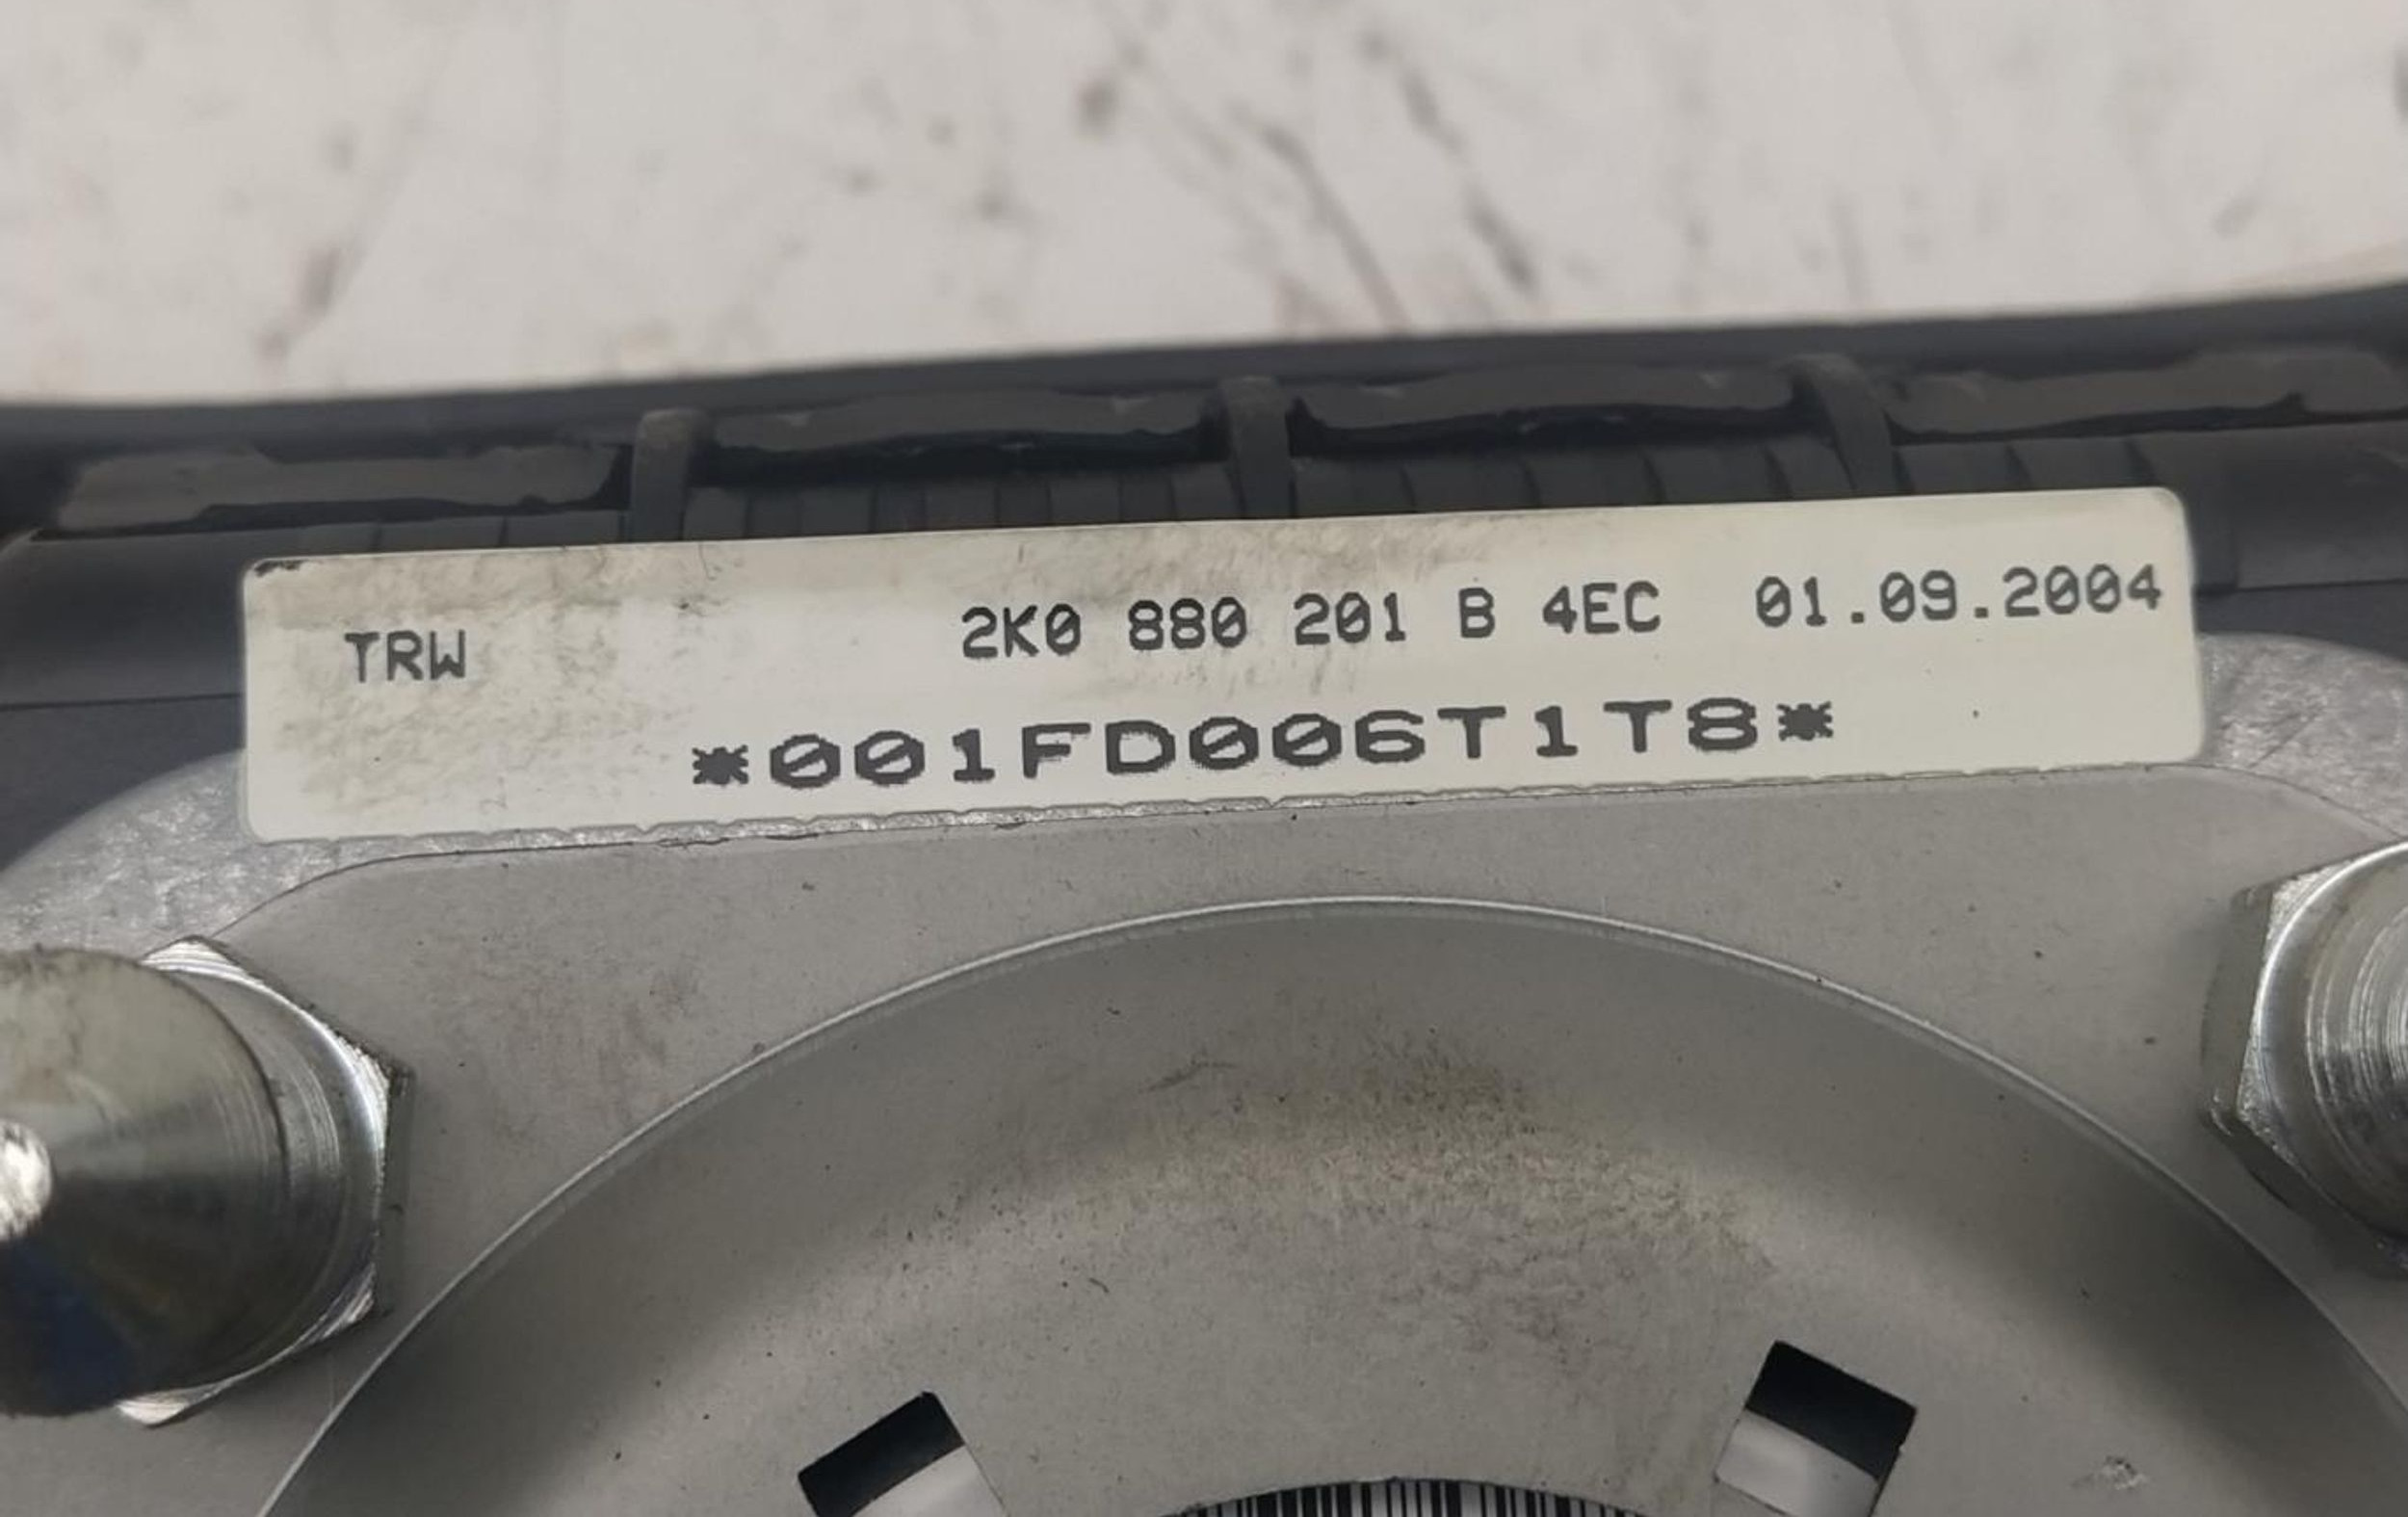 TRW 2K0 880 201 B 4EC 01.09.2004
*001FD006T1T8*